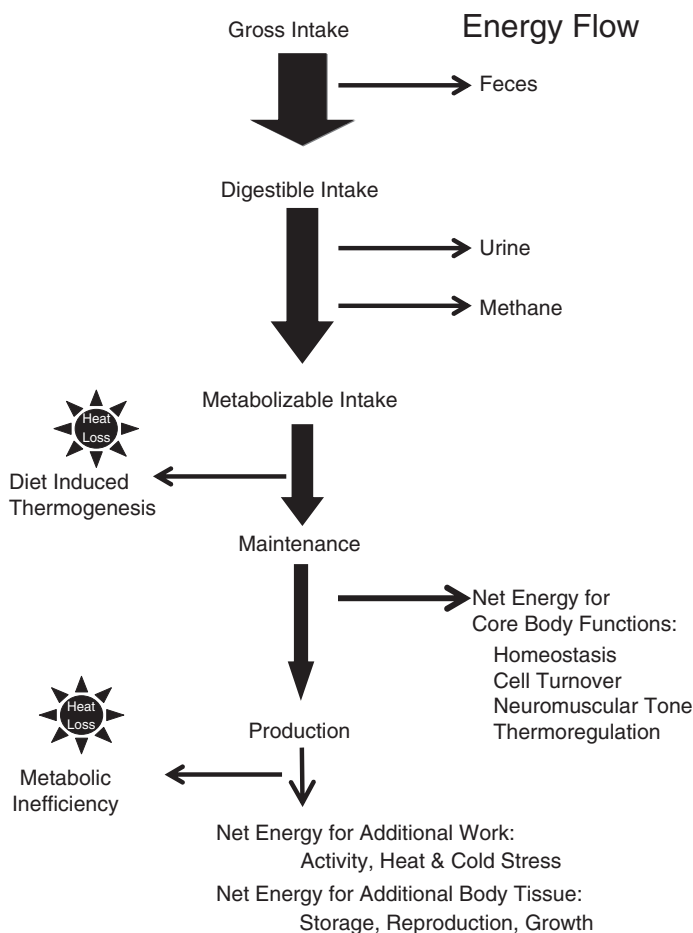 Energy Flow
Gross Intake
Feces
Digestible Intake
Urine
Methane
Metabolizable Intake
Heat
Loss
Diet Induced
Thermogenesis
Maintenance
Net Energy for
Core Body Functions:
Homeostasis
Cell Turnover
Neuromuscular Tone
Thermoregulation
Heat
Loss
Production
Metabolic
Inefficiency
Net Energy for Additional Work:
Activity, Heat & Cold Stress
Net Energy for Additional Body Tissue:
Storage, Reproduction, Growth